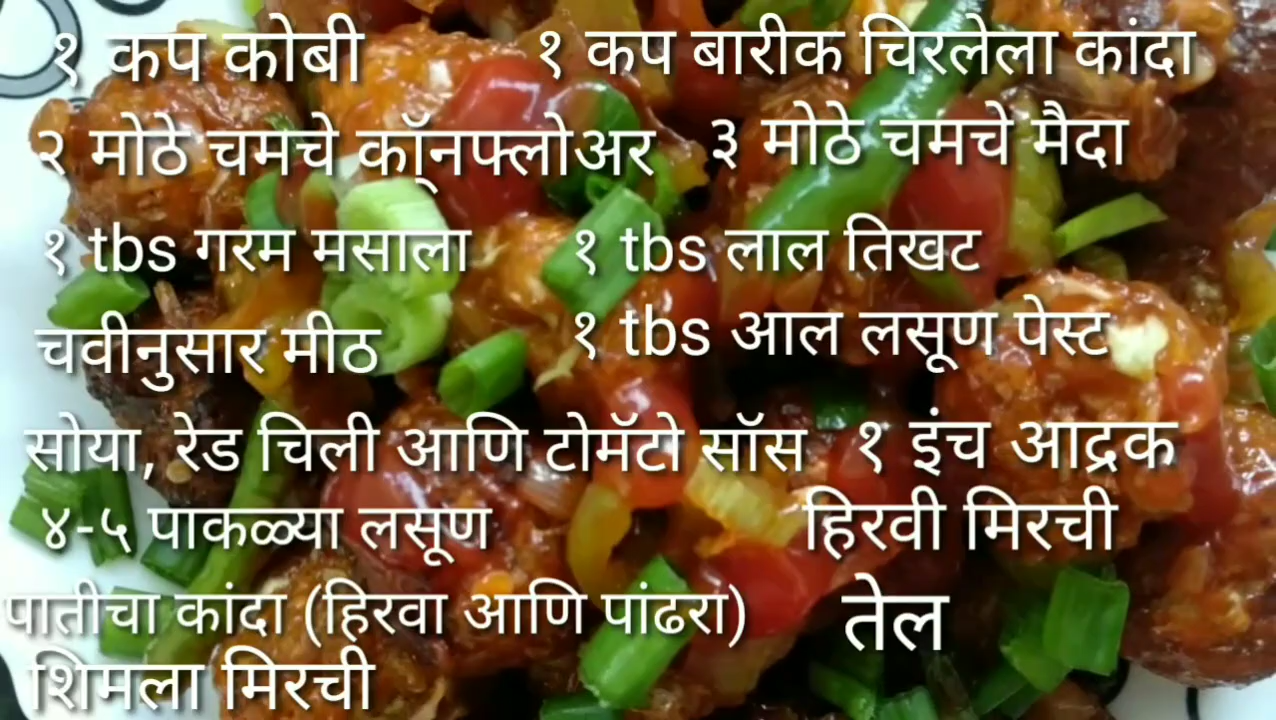 १ कप कोबी
१ कप बारीक चिरलेला कांदा
२ मोठे चमचे कॉनफ्लोअर
३ मोठे चमचे मैदा
१ tbs गरम मसाला
१ tbs लाल तिखट
चवीनुसार मीठ
१ tbs आल लसूण पेस्ट
सोया, रेड चिली आणि टोमॅटो सॉस
१ इंच आद्रक
४-५ पाकळ्या लसूण
हिरवी मिरची
पातीचा कांदा (हिरवा आणि पांढरा)
तेल
शिमला मिरची